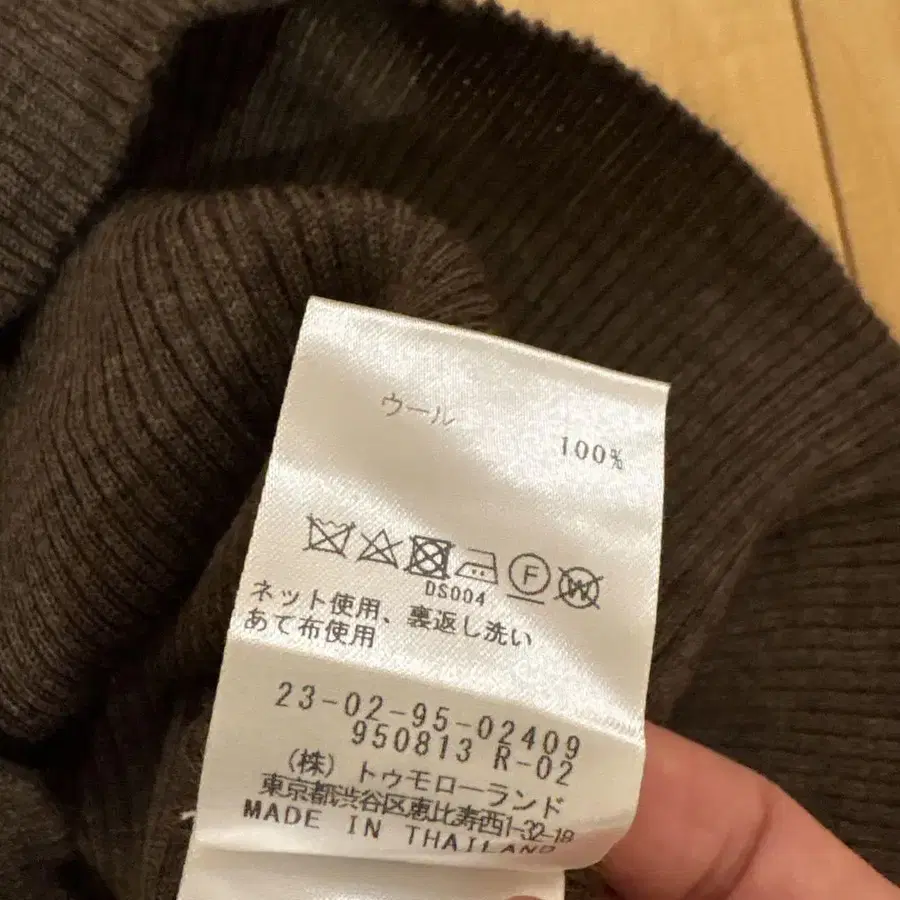 ウール
100%
F W
DS004
ネット使用、裏返し洗い
あて布使用
23-02-95-02409
950813 R-02
(株) トゥモローランド
東京都渋谷区恵比寿西1-32-18
MADE IN THAILAND